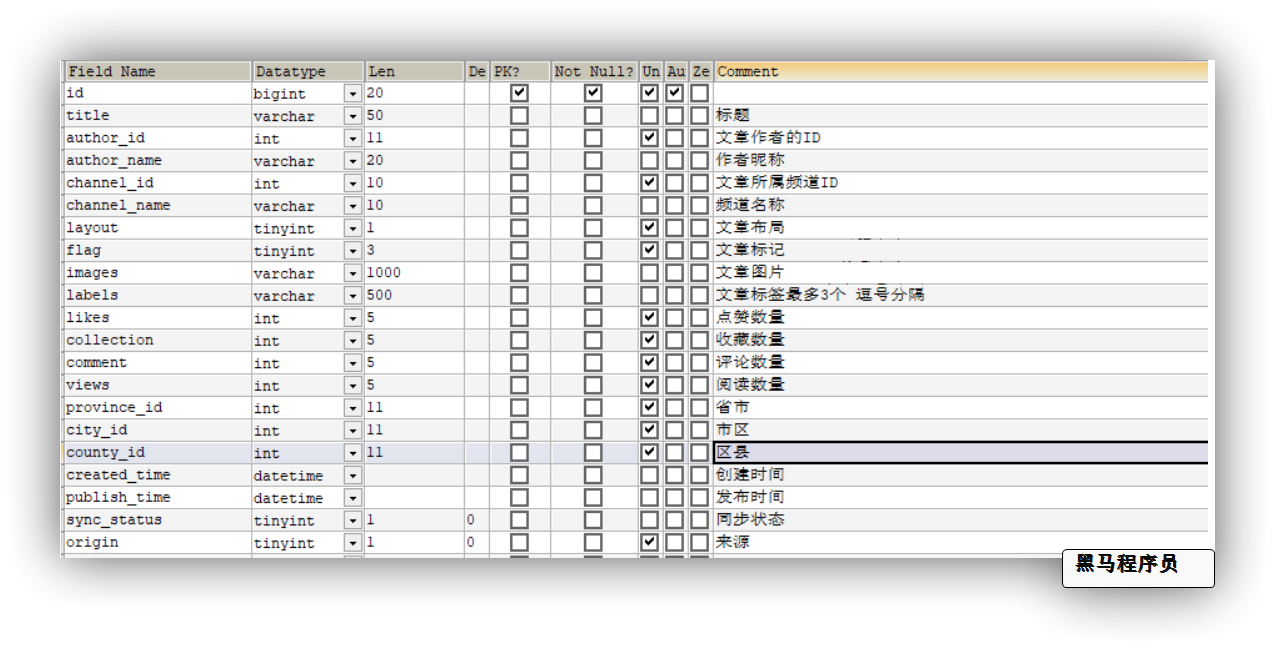 Field Name Datatype Len De PK? Not Null? Un Au Ze Comment
id bigint 20
title varchar 50 标题
author_id int 11 文章作者的ID
author_name varchar 20 作者昵称
channel_id int 10 文章所属频道ID
channel_name varchar 10 频道名称
layout tinyint 1 文章布局
flag tinyint 3 文章标记
images varchar 1000 文章图片
labels varchar 500 文章标签最多3个 逗号分隔
likes int 5 点赞数量
collection int 5 收藏数量
comment int 5 评论数量
views int 5 阅读数量
province_id int 11 省市
city_id int 11 市区
county_id int 11 区县
created_time datetime 创建时间
publish_time datetime 发布时间
sync_status tinyint 1 0 同步状态
origin tinyint 1 0 来源
黑马程序员